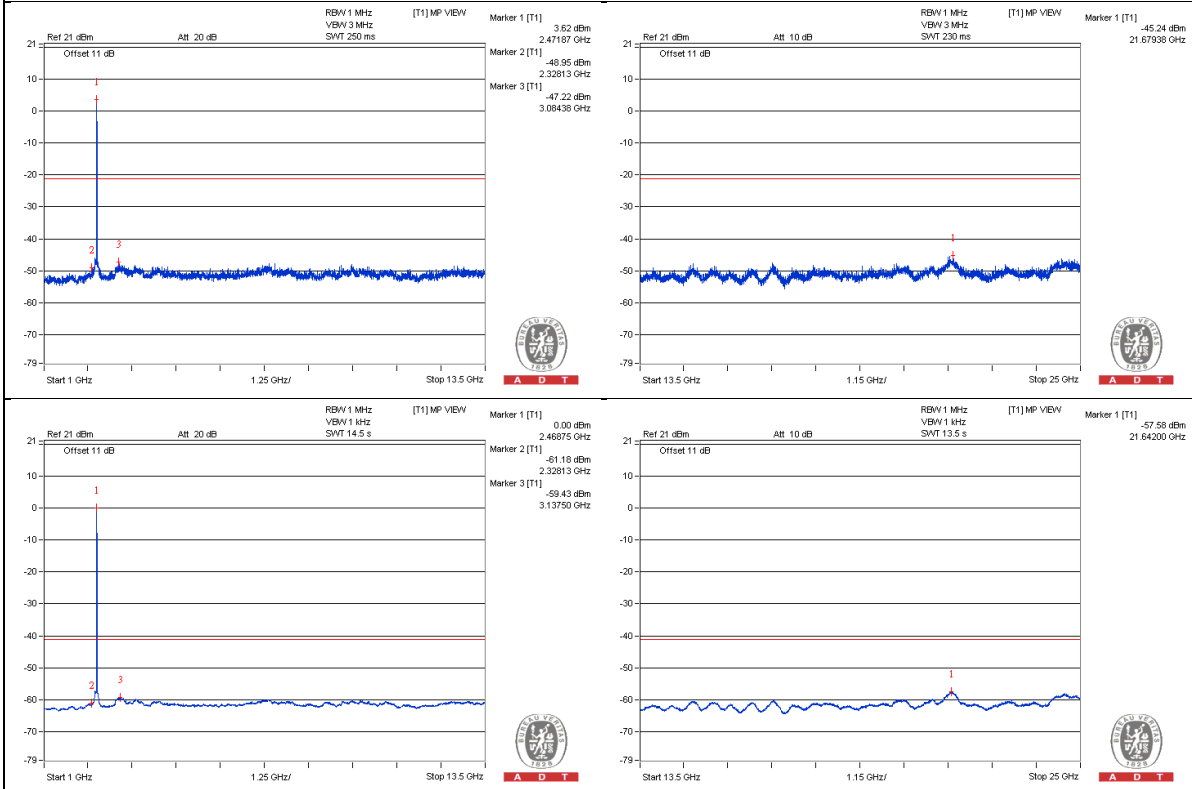 RBW 1 MHz [T1] MP VIEW
VBW 3 MHz
Ref 21 dBm Att 20 dB SWT 250 ms
Marker 1 [T1]
3.62 dBm
2.47187 GHz
Marker 2 [T1]
-48.95 dBm
2.32813 GHz
Marker 3 [T1]
-47.22 dBm
3.08438 GHz
21
Offset 11 dB
10
0
-10
-20
-30
-40
-50
-60
-70
-79
1
2
3
Start 1 GHz 1.25 GHz/ Stop 13.5 GHz
BUREAU VERITAS
1828
A D T
RBW 1 MHz [T1] MP VIEW
VBW 3 MHz
Ref 21 dBm Att 10 dB SWT 230 ms
Marker 1 [T1]
-45.24 dBm
21.67938 GHz
21
Offset 11 dB
10
0
-10
-20
-30
-40
-50
-60
-70
-79
1
Start 13.5 GHz 1.15 GHz/ Stop 25 GHz
BUREAU VERITAS
1828
A D T
RBW 1 MHz [T1] MP VIEW
VBW 1 kHz
Ref 21 dBm Att 20 dB SWT 14.5 s
Marker 1 [T1]
0.00 dBm
2.46875 GHz
Marker 2 [T1]
-61.18 dBm
2.32813 GHz
Marker 3 [T1]
-59.43 dBm
3.13750 GHz
21
Offset 11 dB
10
0
-10
-20
-30
-40
-50
-60
-70
-79
1
2
3
Start 1 GHz 1.25 GHz/ Stop 13.5 GHz
BUREAU VERITAS
1828
A D T
RBW 1 MHz [T1] MP VIEW
VBW 1 kHz
Ref 21 dBm Att 10 dB SWT 13.5 s
Marker 1 [T1]
-57.58 dBm
21.64200 GHz
21
Offset 11 dB
10
0
-10
-20
-30
-40
-50
-60
-70
-79
1
Start 13.5 GHz 1.15 GHz/ Stop 25 GHz
BUREAU VERITAS
1828
A D T